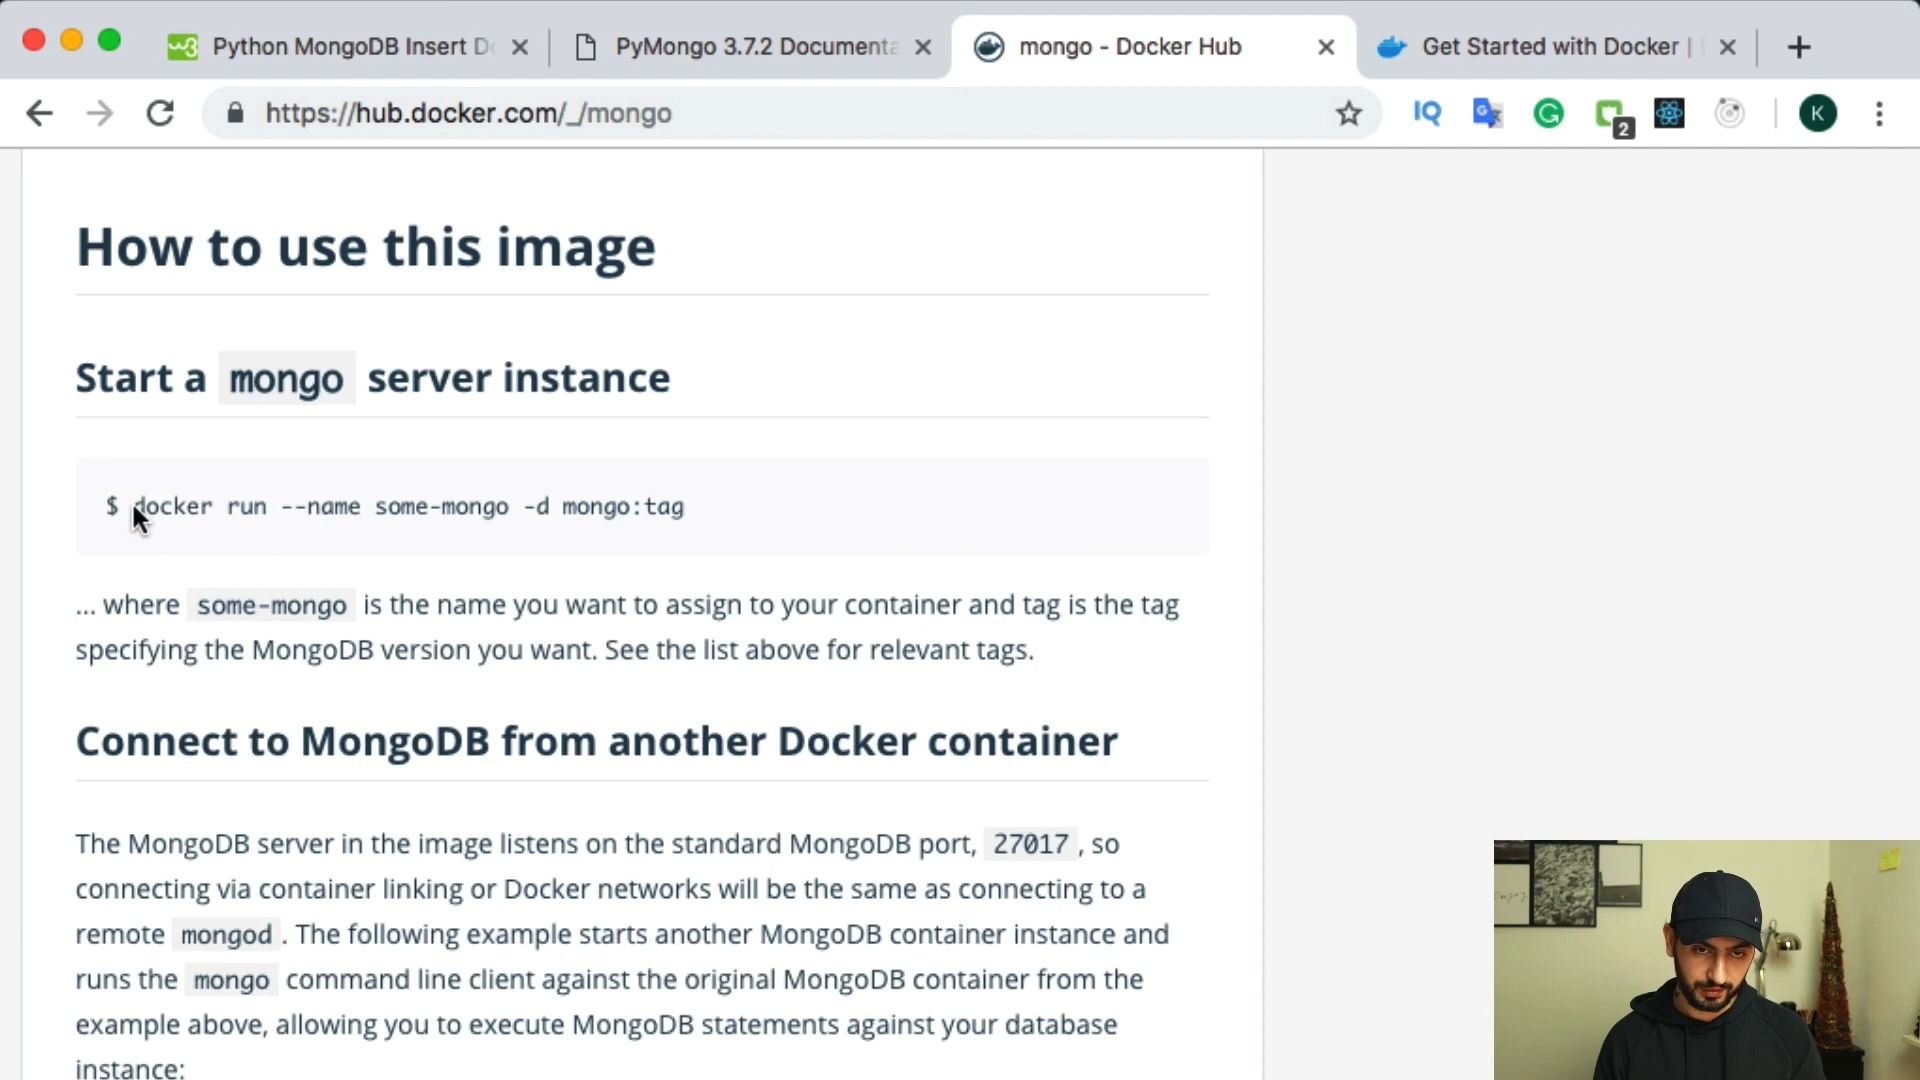 Python MongoDB Insert Do
PyMongo 3.7.2 Documenta
mongo - Docker Hub
Get Started with Docker |
https://hub.docker.com/_/mongo
IQ
2
K
How to use this image
Start a mongo server instance
$ docker run --name some-mongo -d mongo:tag
... where some-mongo is the name you want to assign to your container and tag is the tag
specifying the MongoDB version you want. See the list above for relevant tags.
Connect to MongoDB from another Docker container
The MongoDB server in the image listens on the standard MongoDB port, 27017 , so
connecting via container linking or Docker networks will be the same as connecting to a
remote mongod . The following example starts another MongoDB container instance and
runs the mongo command line client against the original MongoDB container from the
example above, allowing you to execute MongoDB statements against your database
instance: